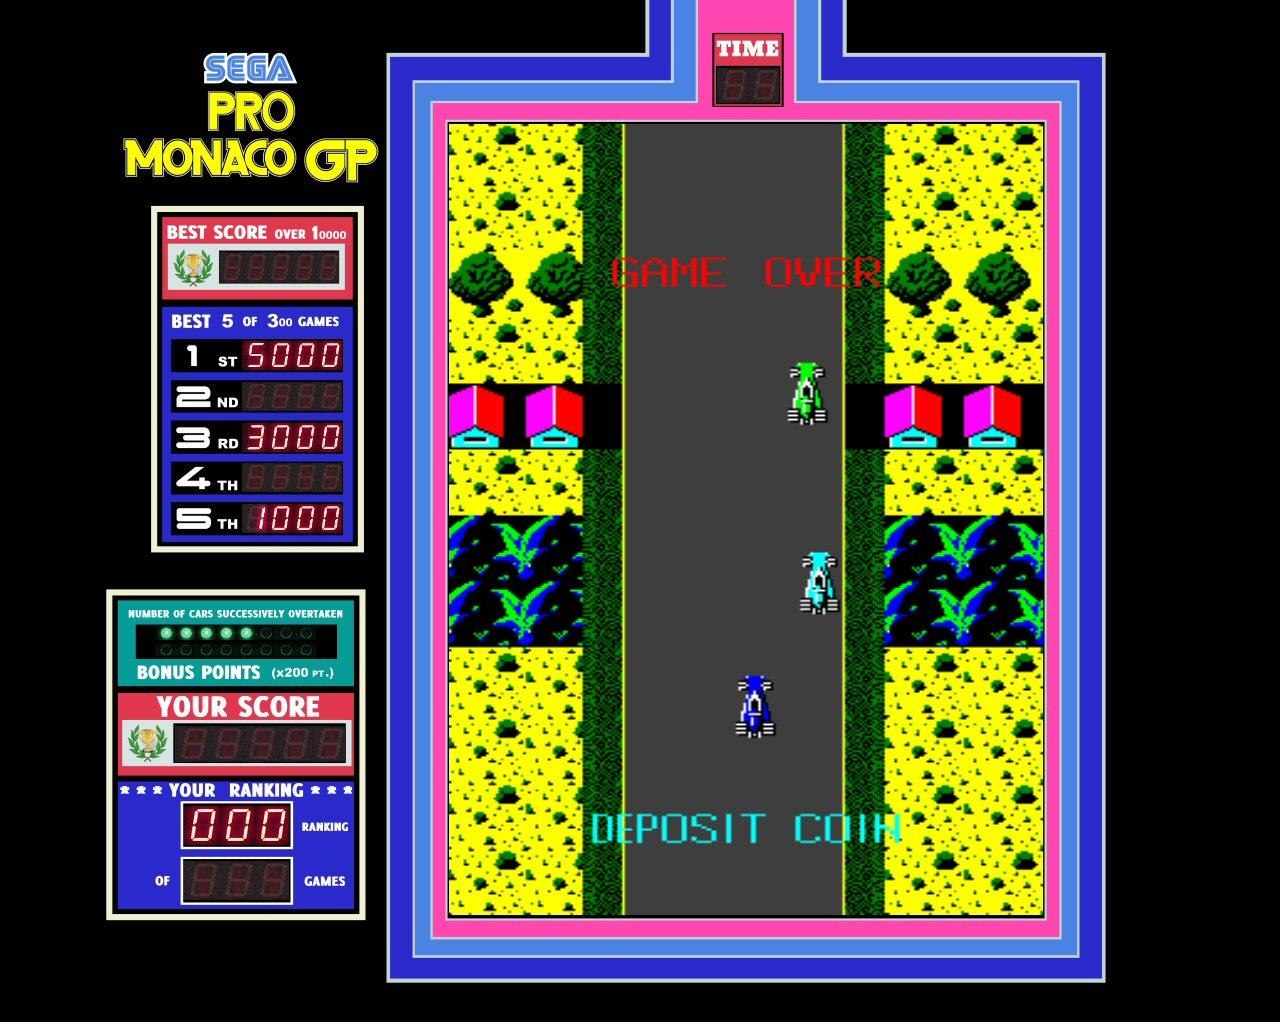 TIME
SEGA
PRO
MONACO GP
BEST SCORE OVER 10000
BEST 5 OF 300 GAMES
1 ST 5000
2 ND
3 RD 3000
4 TH
5 TH 1000
GAME OVER
NUMBER OF CARS SUCCESSIVELY OVERTAKEN
BONUS POINTS (x200 PT.)
YOUR SCORE
*** YOUR RANKING ***
000 RANKING
OF GAMES
DEPOSIT COIN